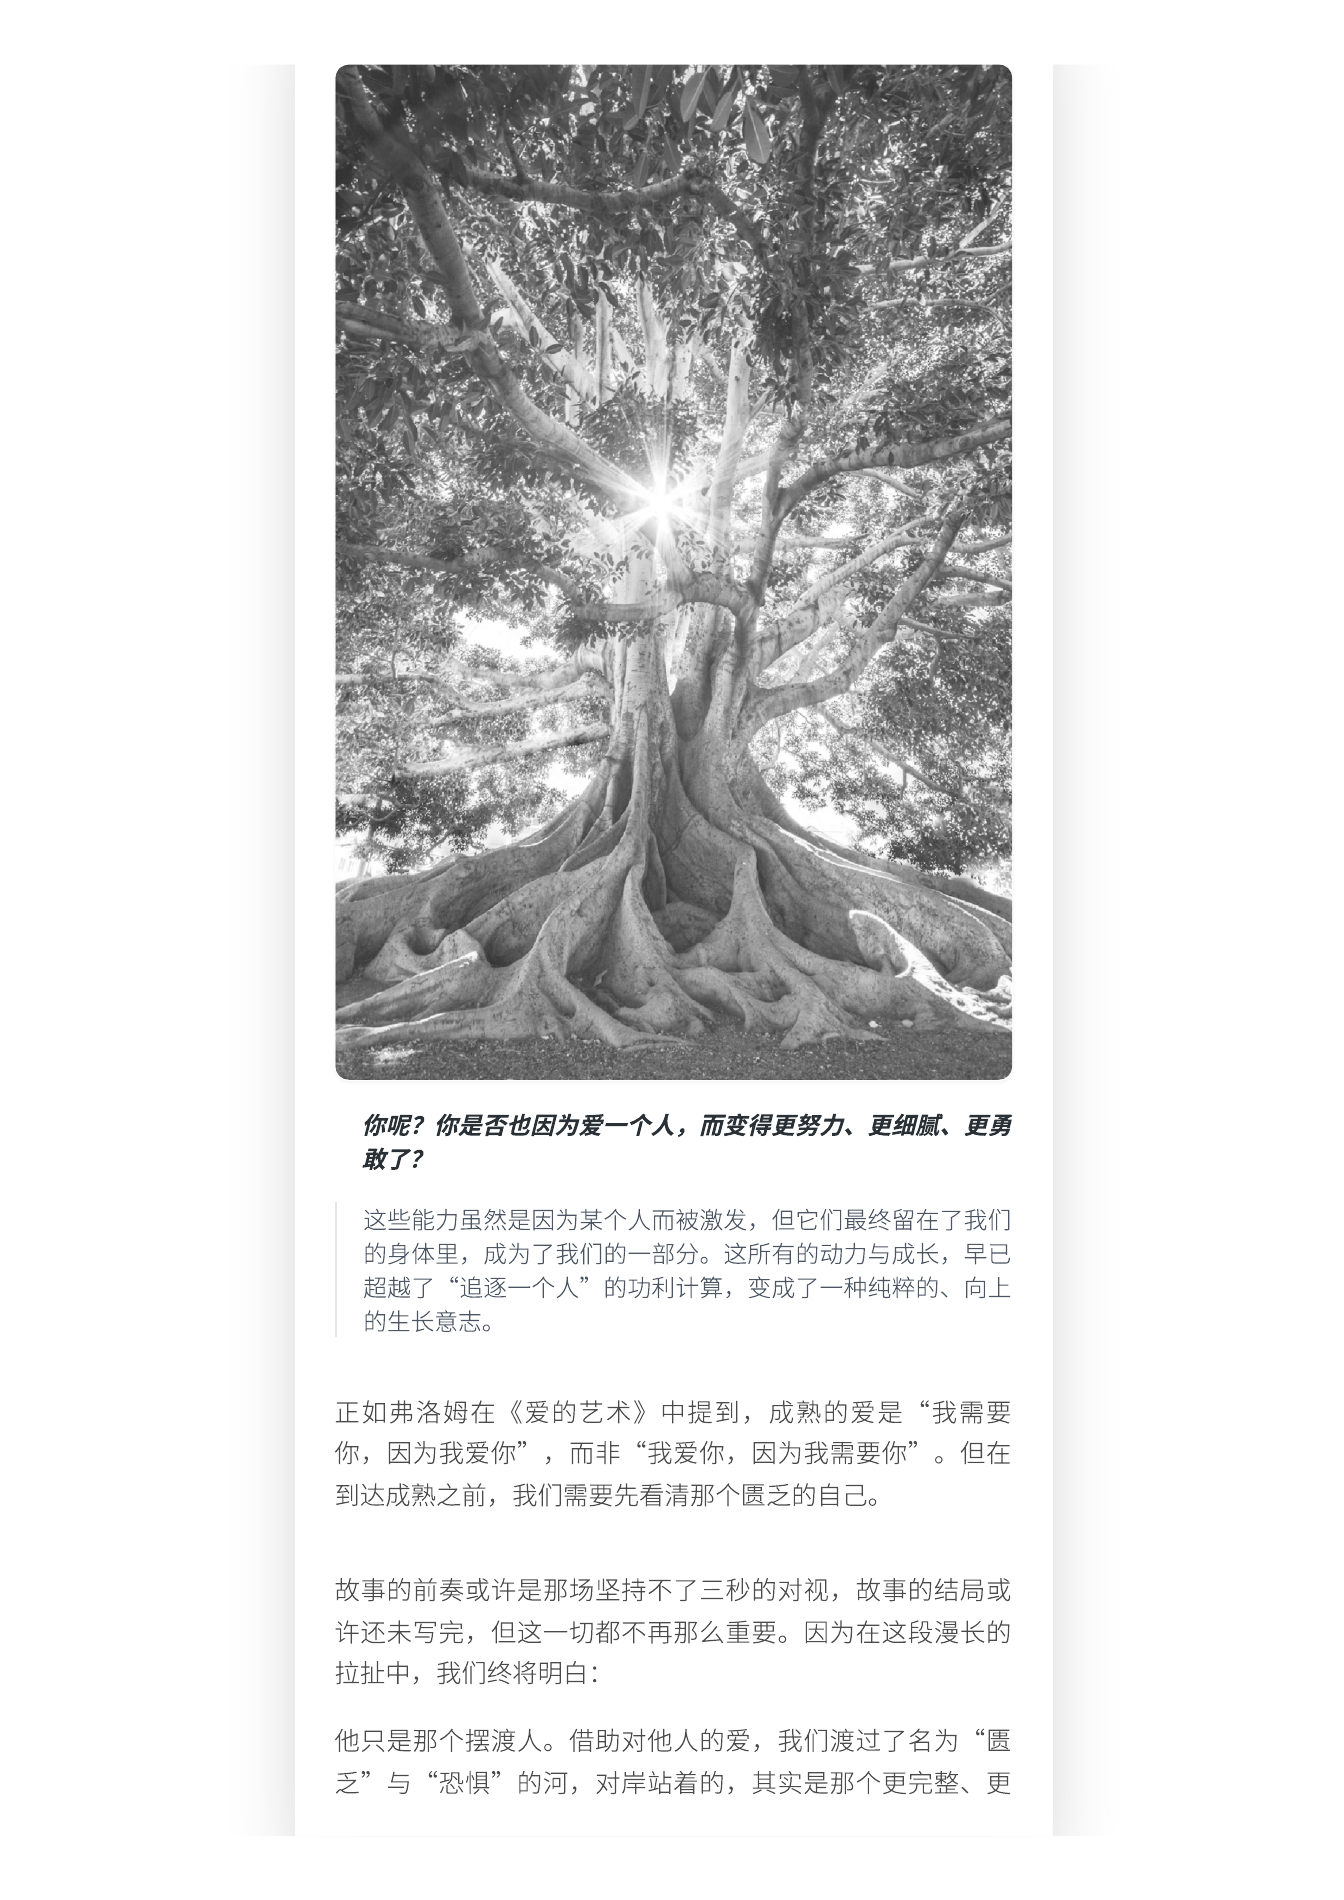 你呢？你是否也因为爱一个人，而变得更努力、更细腻、更勇
敢了？
这些能力虽然是因为某个人而被激发，但它们最终留在了我们
的身体里，成为了我们的一部分。这所有的动力与成长，早已
超越了“追逐一个人”的功利计算，变成了一种纯粹的、向上
的生长意志。
正如弗洛姆在《爱的艺术》中提到，成熟的爱是“我需要
你，因为我爱你”，而非“我爱你，因为我需要你”。但在
到达成熟之前，我们需要先看清那个匮乏的自己。
故事的前奏或许是那场坚持不了三秒的对视，故事的结局或
许还未写完，但这一切都不再那么重要。因为在这段漫长的
拉扯中，我们终将明白：
他只是那个摆渡人。借助对他人的爱，我们渡过了名为“匮
乏”与“恐惧”的河，对岸站着的，其实是那个更完整、更